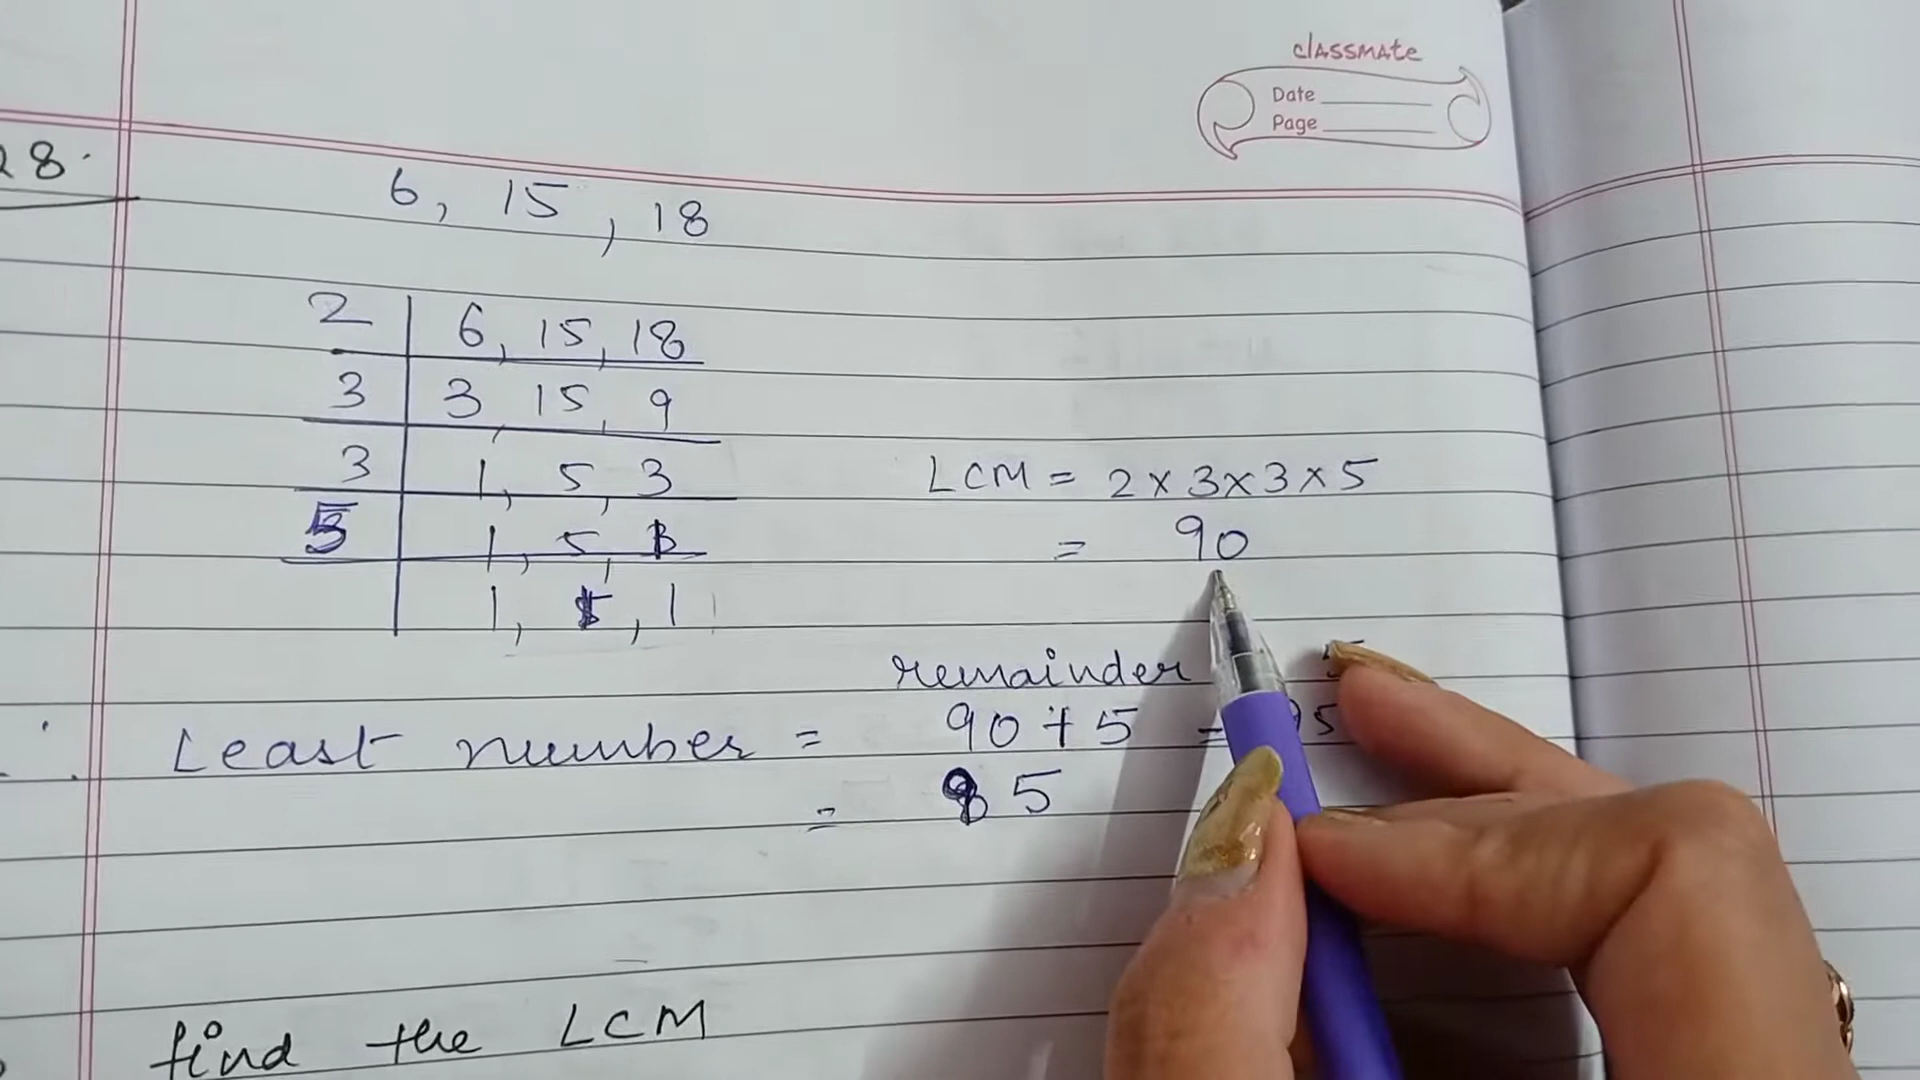 classmate
Date
Page
28.
6, 15, 18
2 | 6, 15, 18
3 | 3, 15, 9
3 | 1, 5, 3
LCM = 2 × 3 × 3 × 5
5 | 1, 5, 3
= 90
1, 1, 1
remainder 5
∴ Least number = 90 + 5 = 95
= 95
find the LCM